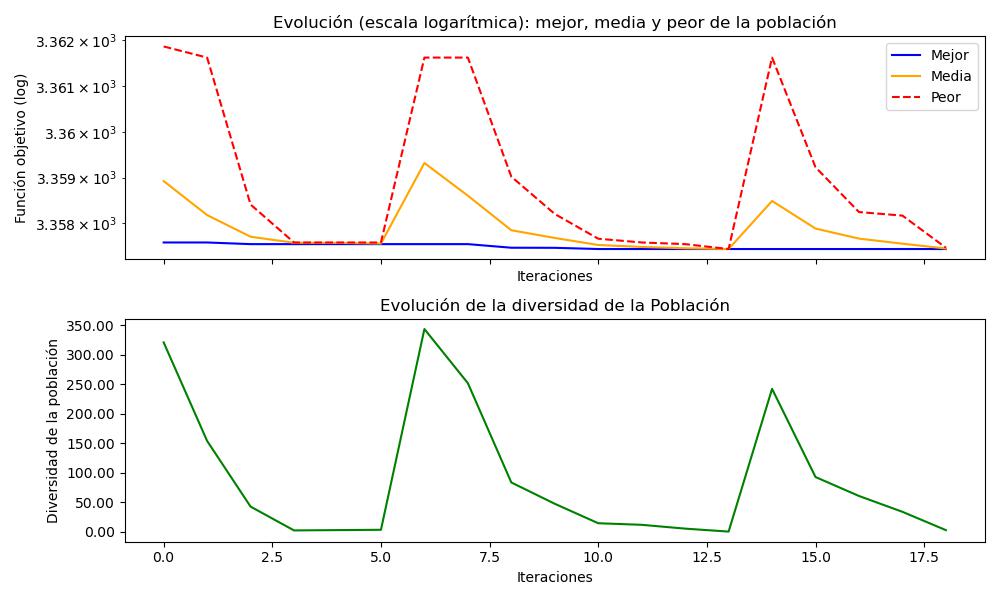 Evolución (escala logarítmica): mejor, media y peor de la población
Función objetivo (log)
3.362 × 10³
3.361 × 10³
3.36 × 10³
3.359 × 10³
3.358 × 10³
Mejor
Media
Peor
Iteraciones
Evolución de la diversidad de la Población
Diversidad de la población
350.00
300.00
250.00
200.00
150.00
100.00
50.00
0.00
0.0 2.5 5.0 7.5 10.0 12.5 15.0 17.5
Iteraciones